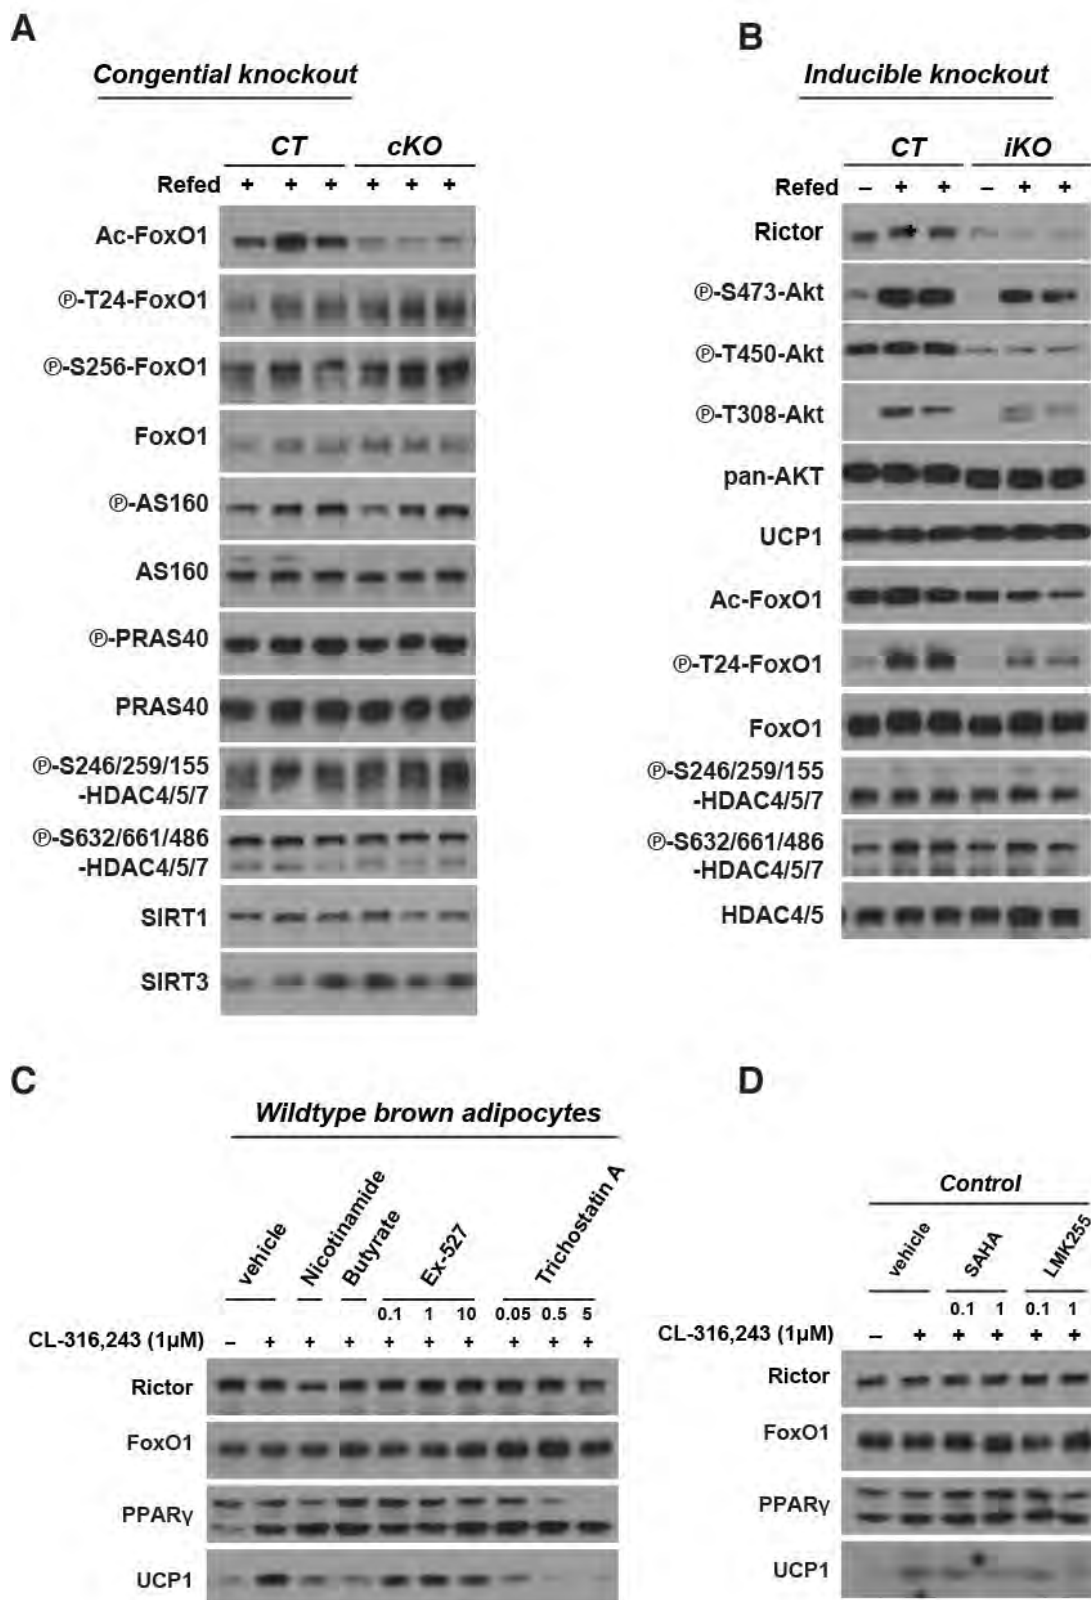 A
Congential knockout
CT cKO
Refed + + + + + +
Ac-FoxO1
Ⓟ-T24-FoxO1
Ⓟ-S256-FoxO1
FoxO1
Ⓟ-AS160
AS160
Ⓟ-PRAS40
PRAS40
Ⓟ-S246/259/155
-HDAC4/5/7
Ⓟ-S632/661/486
-HDAC4/5/7
SIRT1
SIRT3
B
Inducible knockout
CT iKO
Refed – + + – + +
Rictor
Ⓟ-S473-Akt
Ⓟ-T450-Akt
Ⓟ-T308-Akt
pan-AKT
UCP1
Ac-FoxO1
Ⓟ-T24-FoxO1
FoxO1
Ⓟ-S246/259/155
-HDAC4/5/7
Ⓟ-S632/661/486
-HDAC4/5/7
HDAC4/5
C
Wildtype brown adipocytes
vehicle Nicotinamide Butyrate Ex-527 Trichostatin A
0.1 1 10 0.05 0.5 5
CL-316,243 (1µM) – + + + + + + + + +
Rictor
FoxO1
PPARγ
UCP1
D
Control
vehicle SAHA LMK255
0.1 1 0.1 1
CL-316,243 (1µM) – + + + + +
Rictor
FoxO1
PPARγ
UCP1